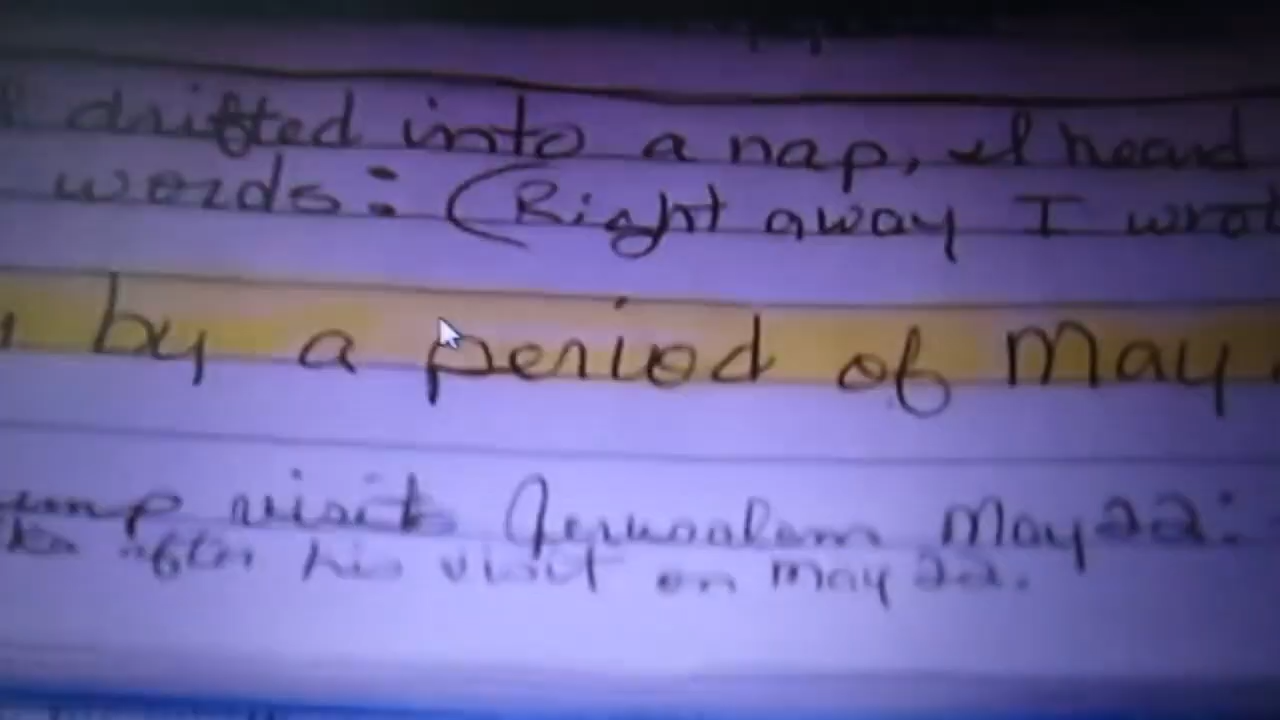 drifted into a nap, I heard
words: (Right away I wrot
by a period of May
ump visit Jerusalem May 22:
after his visit on May 22.